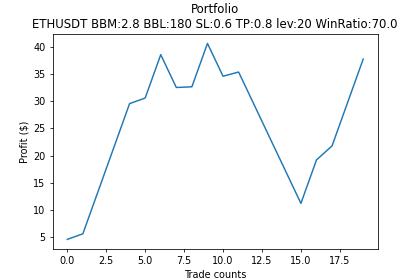 Portfolio
ETHUSDT BBM:2.8 BBL:180 SL:0.6 TP:0.8 lev:20 WinRatio:70.0
40
35
30
25
20
15
10
5
Profit ($)
0.0 2.5 5.0 7.5 10.0 12.5 15.0 17.5
Trade counts